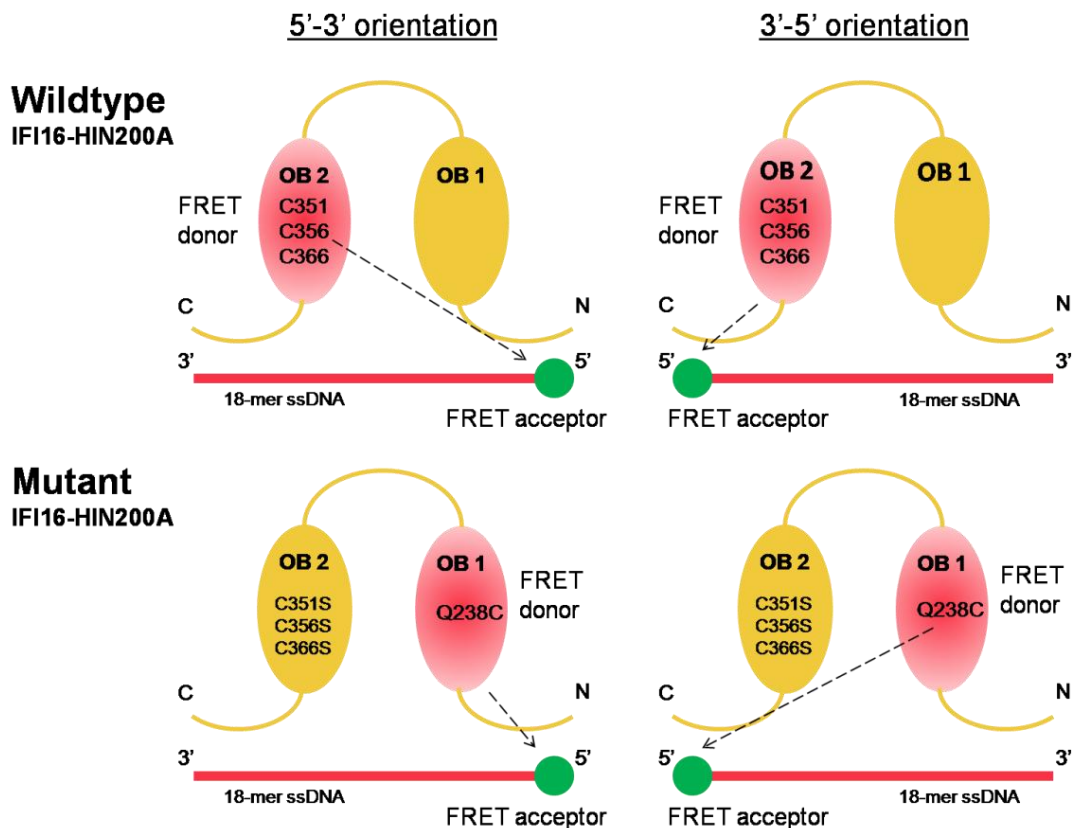 5'-3' orientation
3'-5' orientation
Wildtype
IFI16-HIN200A
OB 2
C351
C356
C366
OB 1
FRET
donor
C
N
3'
5'
18-mer ssDNA
FRET acceptor
OB 2
C351
C356
C366
OB 1
FRET
donor
C
N
5'
3'
FRET acceptor
18-mer ssDNA
Mutant
IFI16-HIN200A
OB 2
C351S
C356S
C366S
OB 1
Q238C
FRET
donor
C
N
3'
5'
18-mer ssDNA
FRET acceptor
OB 2
C351S
C356S
C366S
OB 1
Q238C
FRET
donor
C
N
5'
3'
FRET acceptor
18-mer ssDNA